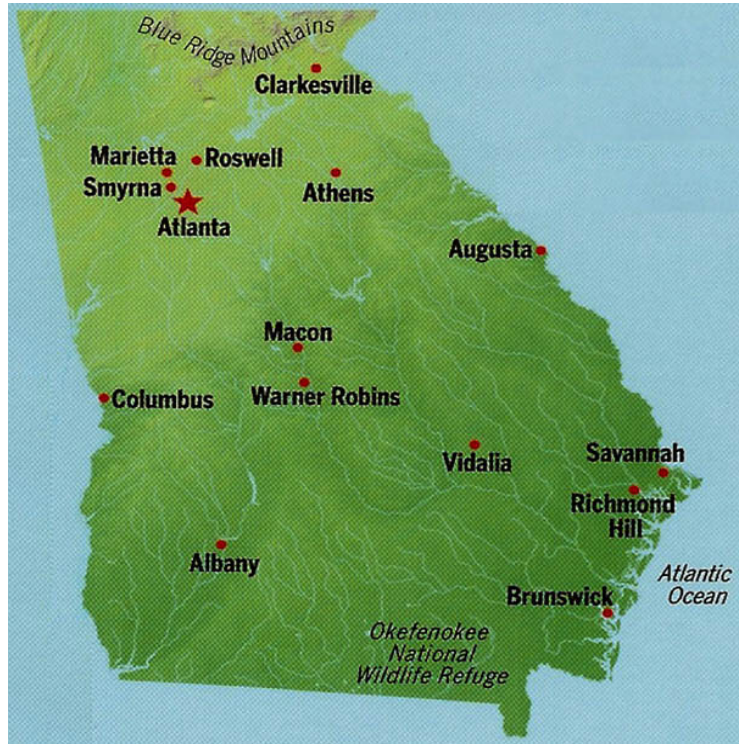 Blue Ridge Mountains
Clarkesville
Marietta
Roswell
Smyrna
Athens
Atlanta
Augusta
Macon
Columbus
Warner Robins
Vidalia
Savannah
Richmond
Hill
Albany
Atlantic
Ocean
Brunswick
Okefenokee
National
Wildlife Refuge